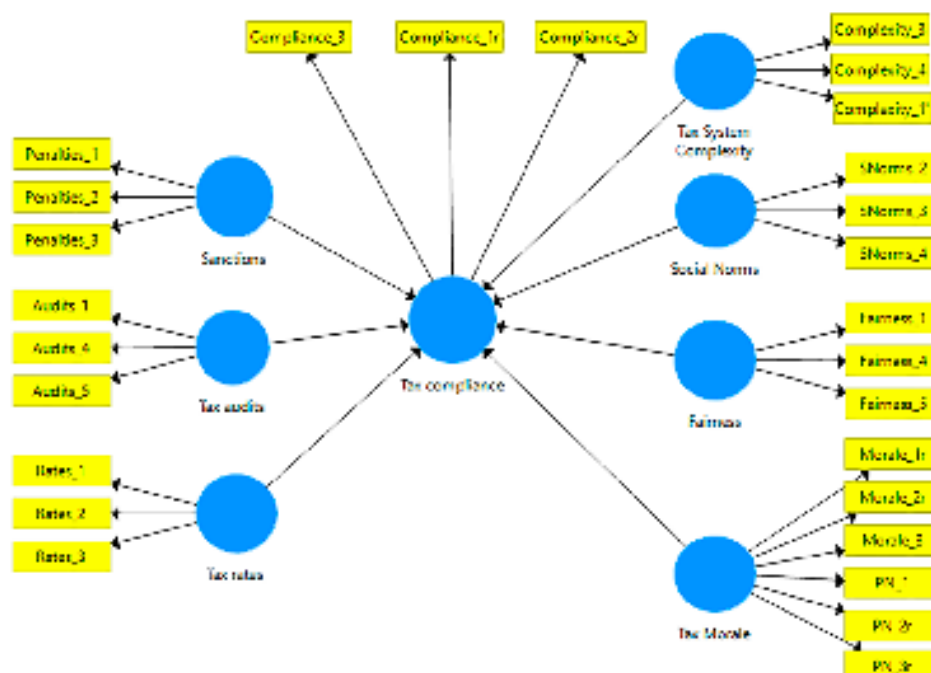 Compliance_3
Compliance_1r
Compliance_2r
Complexity_3
Complexity_4
Complexity_1r
Tax System
Complexity
Penalties_1
Penalties_2
Penalties_3
Sanctions
SNorms_2
SNorms_3
SNorms_4
Social Norms
Audits_1
Audits_4
Audits_5
Tax audits
Tax compliance
Fairness_1
Fairness_4
Fairness_5
Fairness
Rates_1
Rates_2
Rates_3
Tax rates
Morale_1r
Morale_2r
Morale_3
PN_1
PN_2r
PN_3r
Tax Morale